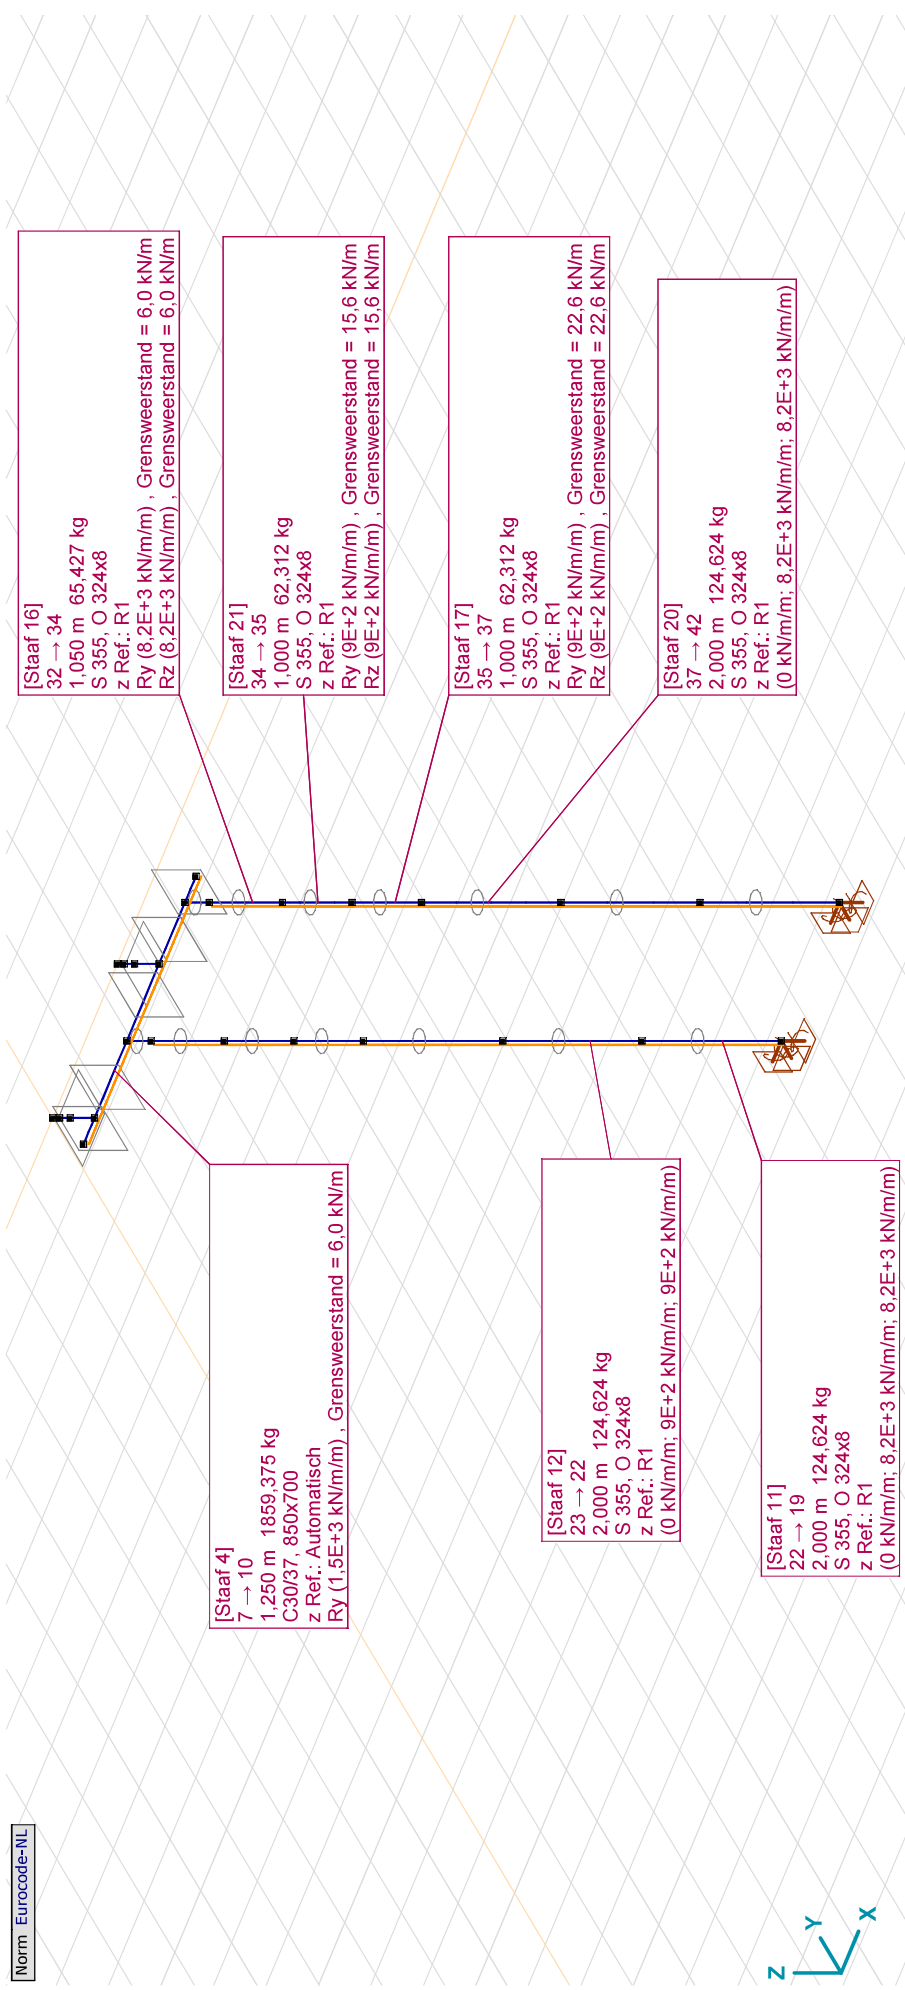 Norm Eurocode-NL
[Staaf 16]
32 → 34
1,050 m 65,427 kg
S 355, O 324x8
z Ref.: R1
Ry (8,2E+3 kN/m/m) , Grensweerstand = 6,0 kN/m
Rz (8,2E+3 kN/m/m) , Grensweerstand = 6,0 kN/m
[Staaf 21]
34 → 35
1,000 m 62,312 kg
S 355, O 324x8
z Ref.: R1
Ry (9E+2 kN/m/m) , Grensweerstand = 15,6 kN/m
Rz (9E+2 kN/m/m) , Grensweerstand = 15,6 kN/m
[Staaf 17]
35 → 37
1,000 m 62,312 kg
S 355, O 324x8
z Ref.: R1
Ry (9E+2 kN/m/m) , Grensweerstand = 22,6 kN/m
Rz (9E+2 kN/m/m) , Grensweerstand = 22,6 kN/m
[Staaf 20]
37 → 42
2,000 m 124,624 kg
S 355, O 324x8
z Ref.: R1
(0 kN/m/m; 8,2E+3 kN/m/m; 8,2E+3 kN/m/m)
[Staaf 4]
7 → 10
1,250 m 1859,375 kg
C30/37, 850x700
z Ref.: Automatisch
Ry (1,5E+3 kN/m/m) , Grensweerstand = 6,0 kN/m
[Staaf 12]
23 → 22
2,000 m 124,624 kg
S 355, O 324x8
z Ref.: R1
(0 kN/m/m; 9E+2 kN/m/m; 9E+2 kN/m/m)
[Staaf 11]
22 → 19
2,000 m 124,624 kg
S 355, O 324x8
z Ref.: R1
(0 kN/m/m; 8,2E+3 kN/m/m; 8,2E+3 kN/m/m)
Z
Y
X